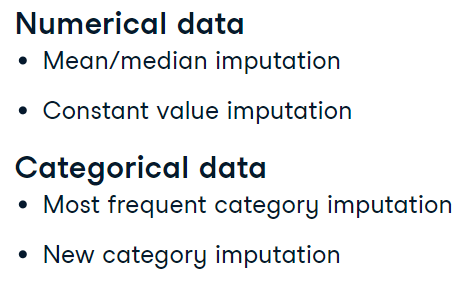 Numerical data
• Mean/median imputation
• Constant value imputation
Categorical data
• Most frequent category imputation
• New category imputation